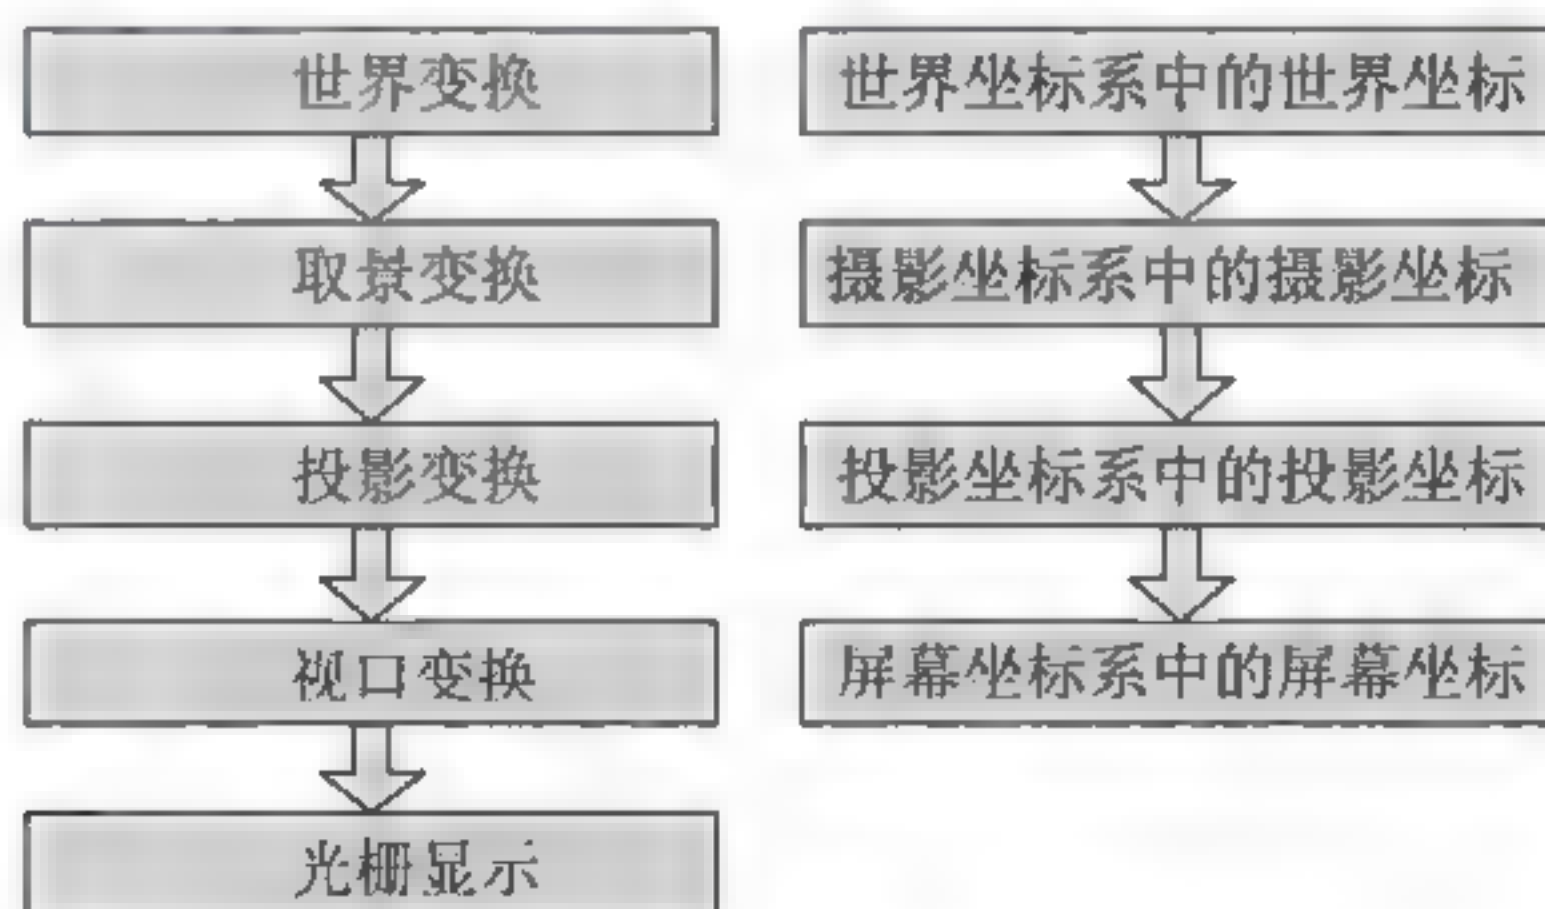 世界变换
世界坐标系中的世界坐标
取景变换
摄影坐标系中的摄影坐标
投影变换
投影坐标系中的投影坐标
视口变换
屏幕坐标系中的屏幕坐标
光栅显示